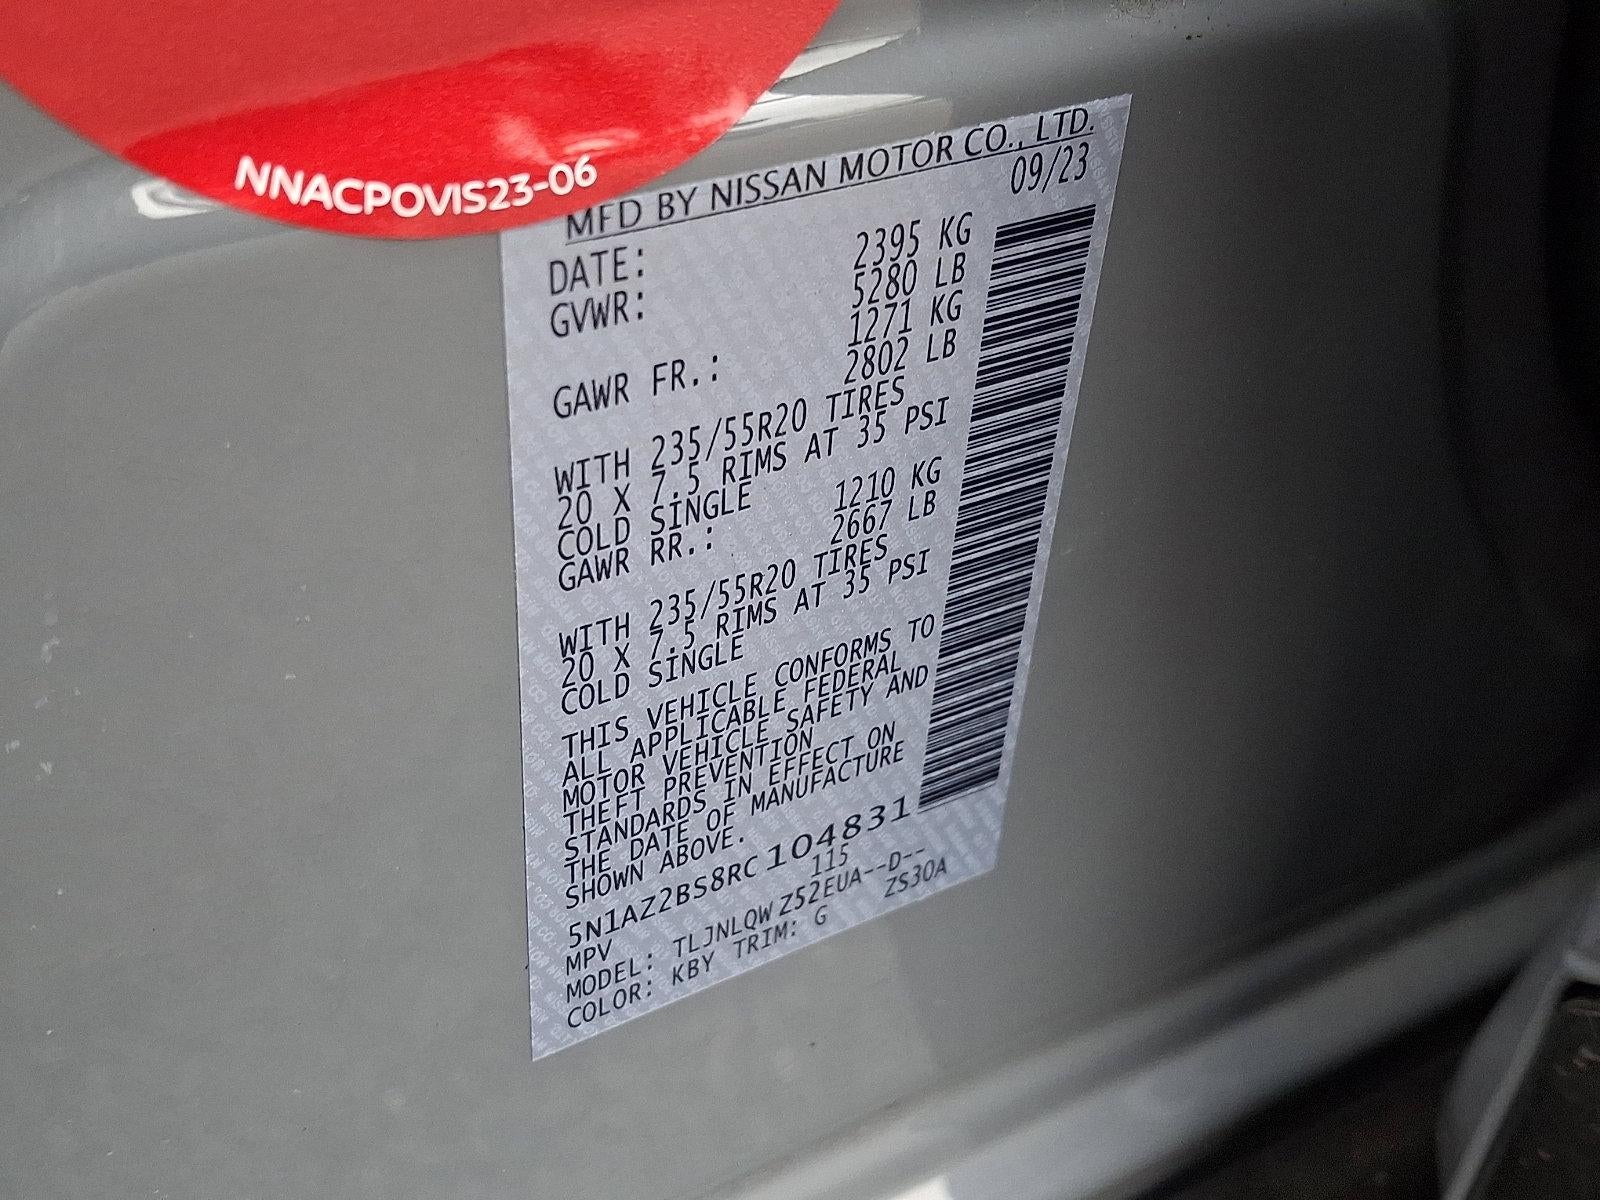 NNACPOVIS23-06
MFD BY NISSAN MOTOR CO., LTD.
DATE: 09/23
GVWR: 2395 KG
5280 LB
GAWR FR.: 1271 KG
2802 LB
WITH 235/55R20 TIRES
20 X 7.5 RIMS AT 35 PSI
COLD SINGLE
GAWR RR.: 1210 KG
2667 LB
WITH 235/55R20 TIRES
20 X 7.5 RIMS AT 35 PSI
COLD SINGLE
THIS VEHICLE CONFORMS TO
ALL APPLICABLE FEDERAL
MOTOR VEHICLE SAFETY AND
THEFT PREVENTION
STANDARDS IN EFFECT ON
THE DATE OF MANUFACTURE
SHOWN ABOVE.
5N1AZ2BS8RC104831
MPV 115
MODEL: TLJNLQWZ52EUA--D--
COLOR: KBY TRIM: G ZS30A